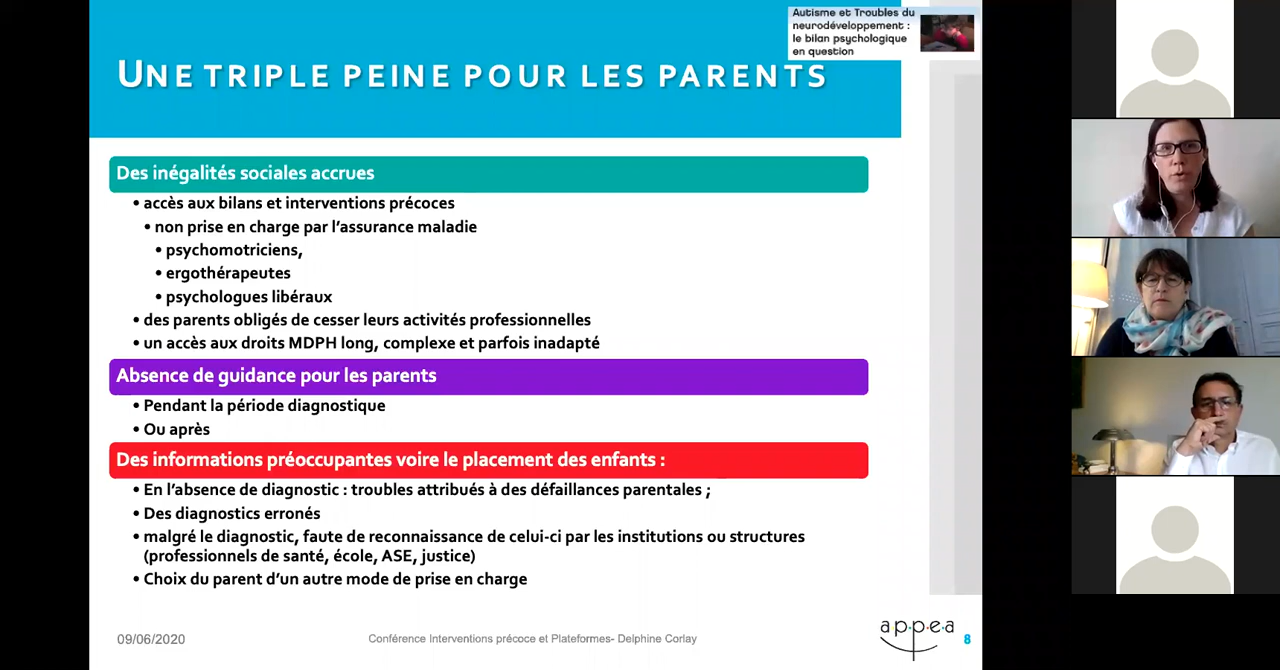 Autisme et Troubles du
neurodéveloppement :
le bilan psychologique
en question
UNE TRIPLE PEINE POUR LES PARENTS
Des inégalités sociales accrues
• accès aux bilans et interventions précoces
• non prise en charge par l'assurance maladie
• psychomotriciens,
• ergothérapeutes
• psychologues libéraux
• des parents obligés de cesser leurs activités professionnelles
• un accès aux droits MDPH long, complexe et parfois inadapté
Absence de guidance pour les parents
• Pendant la période diagnostique
• Ou après
Des informations préoccupantes voire le placement des enfants :
• En l'absence de diagnostic : troubles attribués à des défaillances parentales ;
• Des diagnostics erronés
• malgré le diagnostic, faute de reconnaissance de celui-ci par les institutions ou structures
(professionnels de santé, école, ASE, justice)
• Choix du parent d'un autre mode de prise en charge
09/06/2020
Conférence Interventions précoce et Plateformes- Delphine Corlay
a·p·p·e·a
8